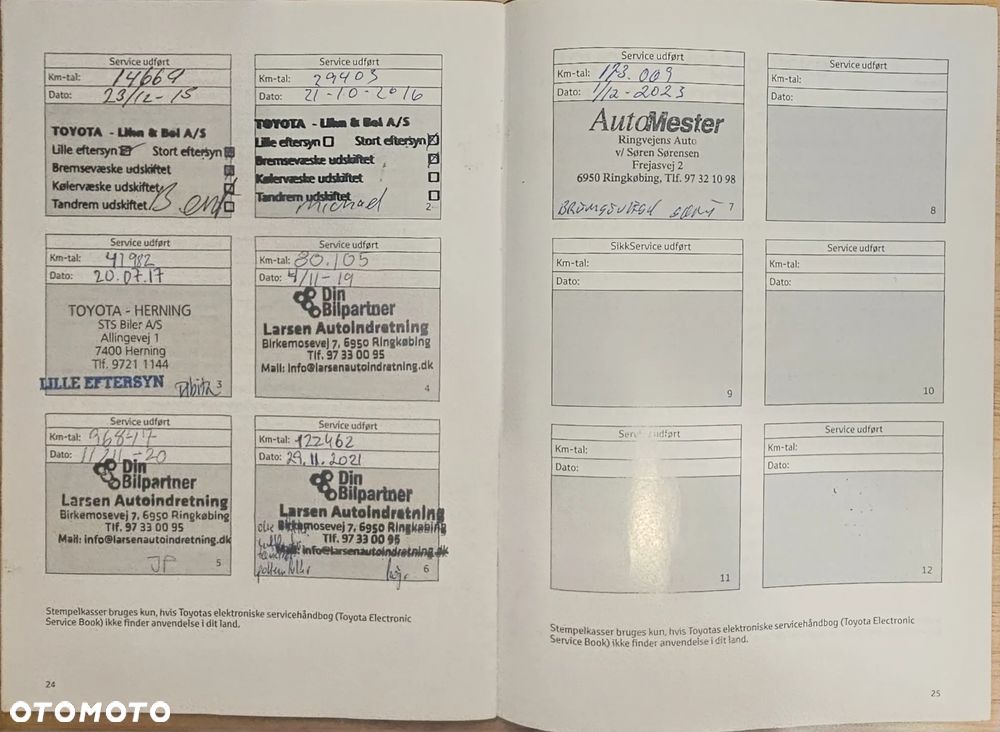 Service udført
Km-tal: 14669
Dato: 23/12-15
TOYOTA - Lihn & Bøl A/S
Lille eftersyn Stort eftersyn
Bremsevæske udskiftet
Kølervæske udskiftet
Tandrem udskiftet
Service udført
Km-tal: 29403
Dato: 21-10-2016
TOYOTA - Lihn & Bøl A/S
Lille eftersyn Stort eftersyn
Bremsevæske udskiftet
Kølervæske udskiftet
Tandrem udskiftet
Michael
2
Service udført
Km-tal: 41982
Dato: 20.07.17
TOYOTA - HERNING
STS Biler A/S
Allingevej 1
7400 Herning
Tlf. 9721 1144
LILLE EFTERSYN
3
Service udført
Km-tal: 80.105
Dato: 4/11-19
Din
Bilpartner
Larsen Autoindretning
Birkemosevej 7, 6950 Ringkøbing
Tlf. 97 33 00 95
Mail: info@larsenautoindretning.dk
4
Service udført
Km-tal: 96847
Dato: 11/11-20
Din
Bilpartner
Larsen Autoindretning
Birkemosevej 7, 6950 Ringkøbing
Tlf. 97 33 00 95
Mail: info@larsenautoindretning.dk
JP
5
Service udført
Km-tal: 122462
Dato: 29.11.2021
Din
Bilpartner
Larsen Autoindretning
Birkemosevej 7, 6950 Ringkøbing
Tlf. 97 33 00 95
Mail: info@larsenautoindretning.dk
6
Stempelkasser bruges kun, hvis Toyotas elektroniske servicehåndbog (Toyota Electronic
Service Book) ikke finder anvendelse i dit land.
24
Service udført
Km-tal: 173.009
Dato: 1/12-2023
AutoMester
Ringvejens Auto
v/ Søren Sørensen
Frejasvej 2
6950 Ringkøbing, Tlf. 97 32 10 98
7
Service udført
Km-tal:
Dato:
8
SikkService udført
Km-tal:
Dato:
9
Service udført
Km-tal:
Dato:
10
Service udført
Km-tal:
Dato:
11
Service udført
Km-tal:
Dato:
12
Stempelkasser bruges kun, hvis Toyotas elektroniske servicehåndbog (Toyota Electronic
Service Book) ikke finder anvendelse i dit land.
25
OTOMOTO